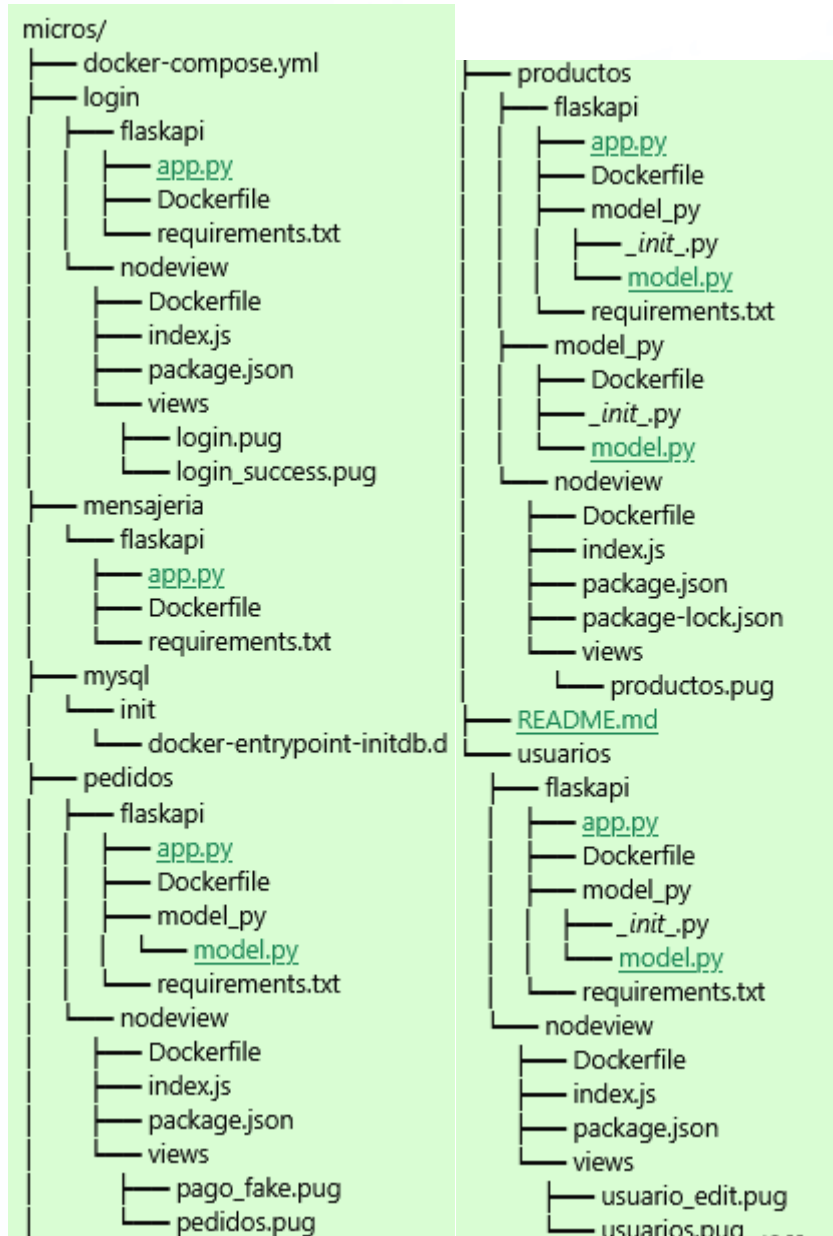 micros/
├── docker-compose.yml
├── login
│   ├── flaskapi
│   │   ├── app.py
│   │   ├── Dockerfile
│   │   └── requirements.txt
│   └── nodeview
│       ├── Dockerfile
│       ├── index.js
│       ├── package.json
│       └── views
│           ├── login.pug
│           └── login_success.pug
├── mensajeria
│   └── flaskapi
│       ├── app.py
│       ├── Dockerfile
│       └── requirements.txt
├── mysql
│   └── init
│       └── docker-entrypoint-initdb.d
├── pedidos
│   ├── flaskapi
│   │   ├── app.py
│   │   ├── Dockerfile
│   │   ├── model_py
│   │   │   └── model.py
│   │   └── requirements.txt
│   └── nodeview
│       ├── Dockerfile
│       ├── index.js
│       ├── package.json
│       └── views
│           ├── pago_fake.pug
│           └── pedidos.pug
├── productos
│   ├── flaskapi
│   │   ├── app.py
│   │   ├── Dockerfile
│   │   ├── model_py
│   │   │   ├── _init_.py
│   │   │   └── model.py
│   │   └── requirements.txt
│   ├── model_py
│   │   ├── Dockerfile
│   │   ├── _init_.py
│   │   └── model.py
│   └── nodeview
│       ├── Dockerfile
│       ├── index.js
│       ├── package.json
│       ├── package-lock.json
│       └── views
│           └── productos.pug
├── README.md
└── usuarios
    ├── flaskapi
    │   ├── app.py
    │   ├── Dockerfile
    │   ├── model_py
    │   │   ├── _init_.py
    │   │   └── model.py
    │   └── requirements.txt
    └── nodeview
        ├── Dockerfile
        ├── index.js
        ├── package.json
        └── views
            ├── usuario_edit.pug
            └── usuarios.pug